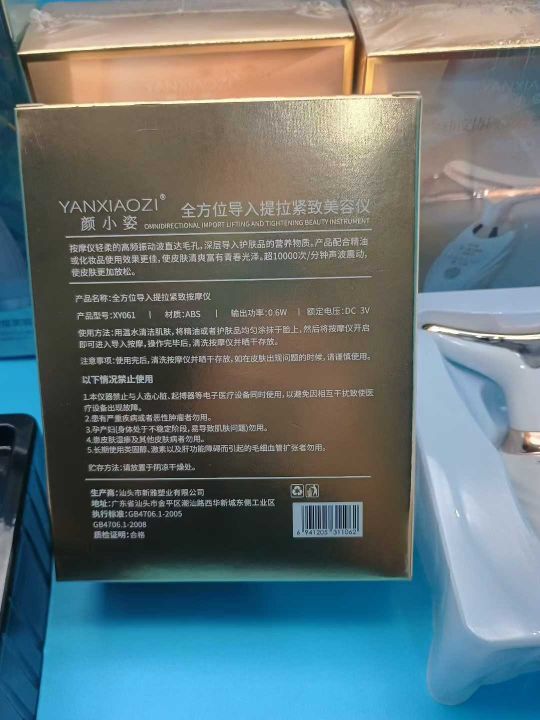 YANXIAOZI®
颜小姿
全方位导入提拉紧致美容仪
OMNIDIRECTIONAL IMPORT LIFTING AND TIGHTENING BEAUTY INSTRUMENT
按摩仪轻柔的高频振动波直达毛孔,深层导入护肤品的营养物质。产品配合精油
或化妆品使用效果更佳,使皮肤清爽富有青春光泽。超10000次/分钟声波震动,
使皮肤更加放松。
产品名称:全方位导入提拉紧致按摩仪
产品型号:XY061 | 材质:ABS | 输出功率:0.6W | 额定电压:DC 3V
使用方法:用温水清洁肌肤,将精油或者护肤品均匀涂抹于脸上,然后将按摩仪开启
即可进入导入按摩,操作完毕后,清洗按摩仪并晒干存放。
注意事项:使用完后,清洗按摩仪并晒干存放。如在皮肤出现问题的时候,请谨慎使用。
以下情况禁止使用
1.本仪器禁止与人造心脏、起搏器等电子医疗设备同时使用,以避免因相互干扰致使医
疗设备出现故障。
2.患有严重疾病或者恶性肿瘤者勿用。
3.孕产妇(身体处于不稳定阶段,易导致肌肤问题)勿用。
4.患皮肤湿疹及其他皮肤病者勿用。
5.长期使用类固醇、激素以及肝功能障碍而引起的毛细血管扩张者勿用。
贮存方法:请放置于阴凉干燥处。
生产商:汕头市新雅塑业有限公司
地址:广东省汕头市金平区潮汕路西华新城东侧工业区
执行标准:GB4706.1-2005
GB4706.1-2008
质检证明:合格
6 941205 311062
YANXIAOZI
YANXIAOZI